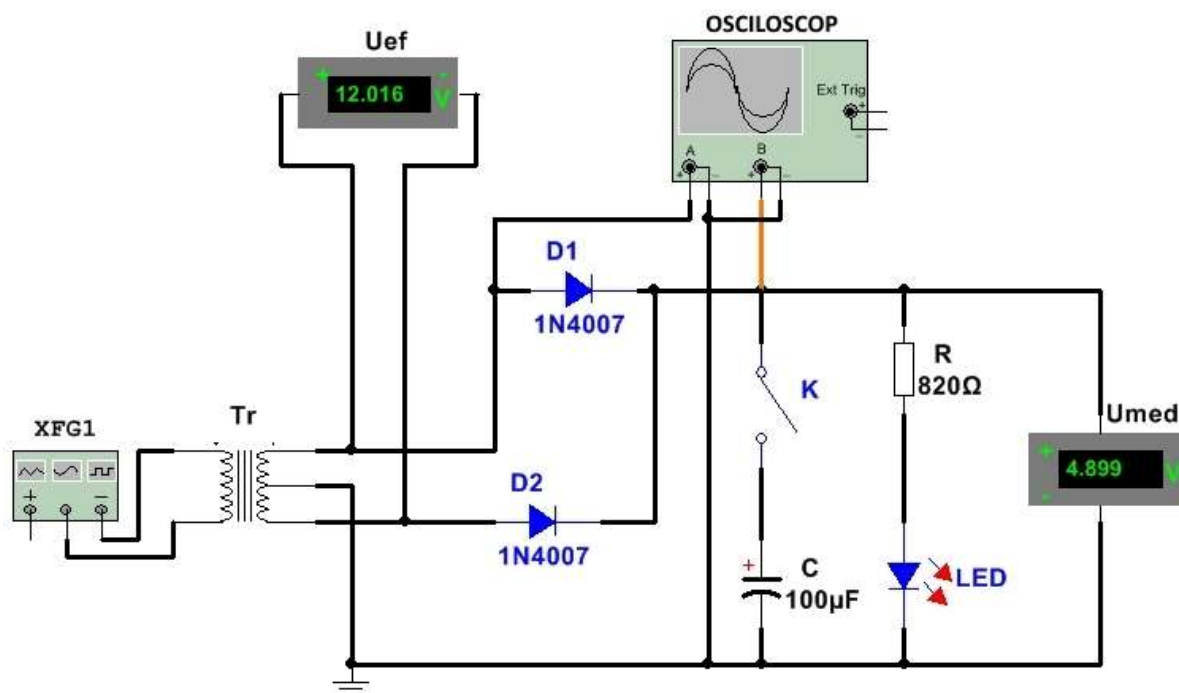 OSCILOSCOP
Uef
+ -
12.016 V
Ext Trig
+
-
A B
+ - + -
D1
1N4007
R
820Ω
K
Umed
XFG1
Tr
+
4.899 V
-
D2
+ -
1N4007
+
C
100µF
LED